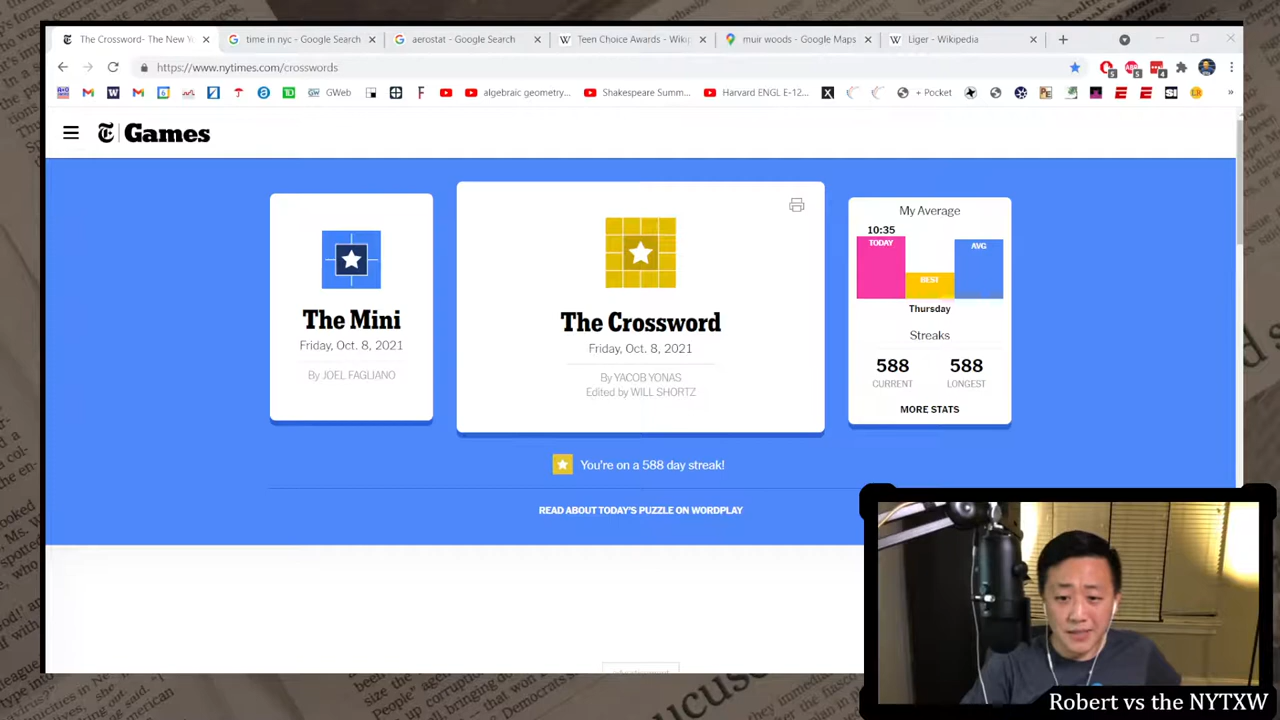 The Crossword- The New Y
time in nyc - Google Search
aerostat - Google Search
Teen Choice Awards - Wikip
muir woods - Google Maps
Liger - Wikipedia
https://www.nytimes.com/crosswords
GWeb
algebraic geometry...
Shakespeare Summ...
Harvard ENGL E-12...
+ Pocket
Games
The Mini
Friday, Oct. 8, 2021
By JOEL FAGLIANO
The Crossword
Friday, Oct. 8, 2021
By YACOB YONAS
Edited by WILL SHORTZ
My Average
10:35
TODAY
BEST
AVG
Thursday
Streaks
588
CURRENT
588
LONGEST
MORE STATS
You're on a 588 day streak!
READ ABOUT TODAY'S PUZZLE ON WORDPLAY
Robert vs the NYTXW